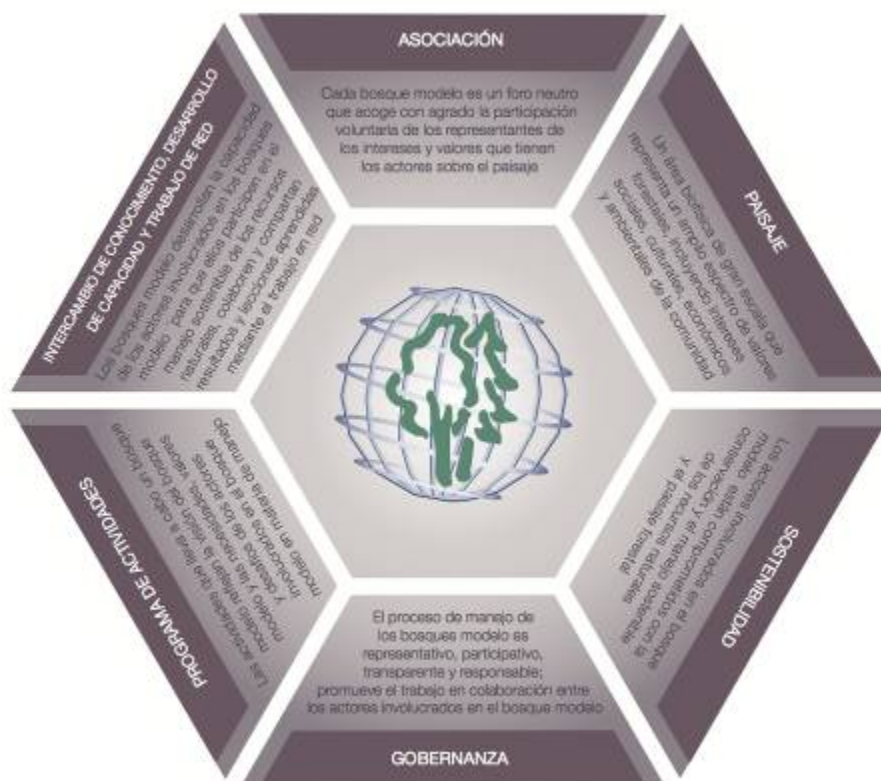 ASOCIACIÓN
Cada bosque modelo es un foro neutro
que acoge con agrado la participación
voluntaria de los representantes de
los intereses y valores que tienen
los actores sobre el paisaje
PAISAJE
Un área boscosa de gran escala que
representa un amplio espectro de valores
forestales, incluyendo intereses
sociales, culturales, económicos
y ambientales de la comunidad
SOSTENIBILIDAD
Los actores involucrados en el bosque
modelo están comprometidos con la
conservación y el manejo sostenible
de los recursos naturales
y el paisaje forestal
El proceso de manejo de
los bosques modelo es
representativo, participativo,
transparente y responsable;
promueve el trabajo en colaboración entre
los actores involucrados en el bosque modelo
GOBERNANZA
PROGRAMA DE ACTIVIDADES
Las actividades que lleva a cabo un bosque
modelo reflejan la visión del bosque
modelo y las necesidades, valores
y desafíos de los actores
involucrados en el bosque
modelo en materia de manejo
INTERCAMBIO DE CONOCIMIENTO, DESARROLLO
DE CAPACIDAD Y TRABAJO DE RED
Los bosques modelo desarrollan la capacidad
de los actores involucrados en los bosques
modelo para que ellos participen en el
manejo sostenible de los recursos
naturales, colaboren y compartan
resultados y lecciones aprendidas
mediante el trabajo en red